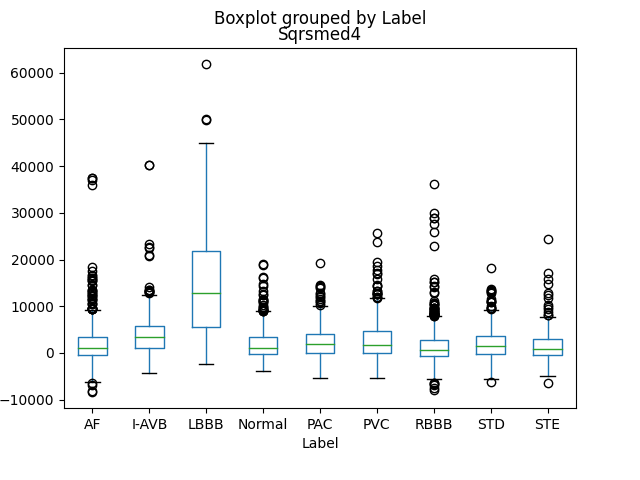 Boxplot grouped by Label
Sqrsmed4
60000
50000
40000
30000
20000
10000
0
−10000
AF I-AVB LBBB Normal PAC PVC RBBB STD STE
Label